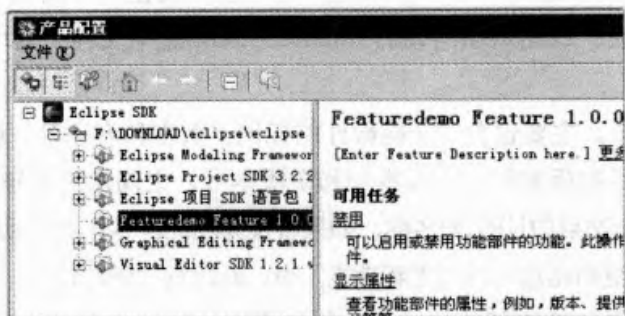 产品配置
文件(F)
Eclipse SDK
F:\DOWNLOAD\eclipse\eclipse
Eclipse Modeling Framewor
Eclipse Project SDK 3.2.2
Eclipse 项目 SDK 语言包 1
Featuredemo Feature 1.0.0
Graphical Editing Framewo
Visual Editor SDK 1.2.1.v
Featuredemo Feature 1.0.0
[Enter Feature Description here.] 更多
可用任务
禁用
可以启用或禁用功能部件的功能。此操作
件。
显示属性
查看功能部件的属性，例如，版本、提供